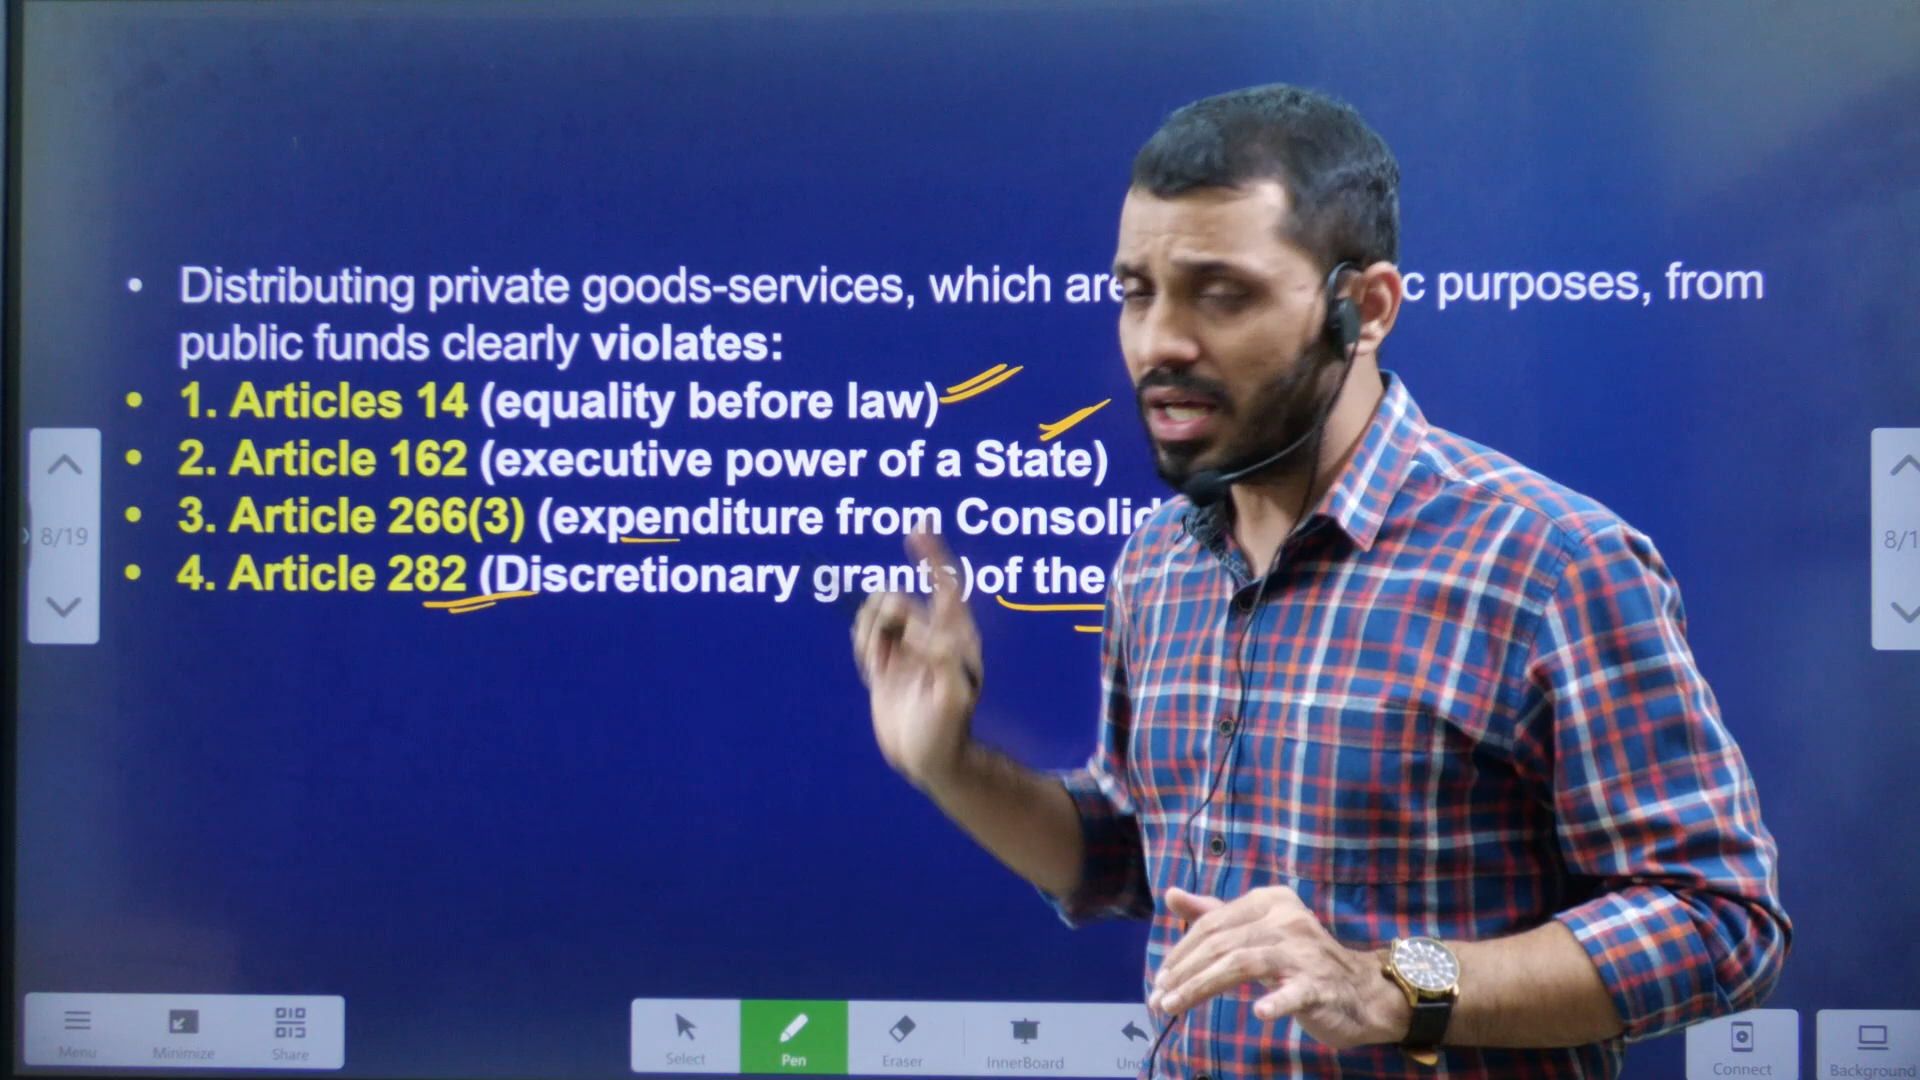 • Distributing private goods-services, which are c purposes, from
public funds clearly violates:
• 1. Articles 14 (equality before law)
• 2. Article 162 (executive power of a State)
• 3. Article 266(3) (expenditure from Consolid
• 4. Article 282 (Discretionary grants)of the
8/19
8/1
Menu Minimize Share Select Pen Eraser InnerBoard Und Connect Background